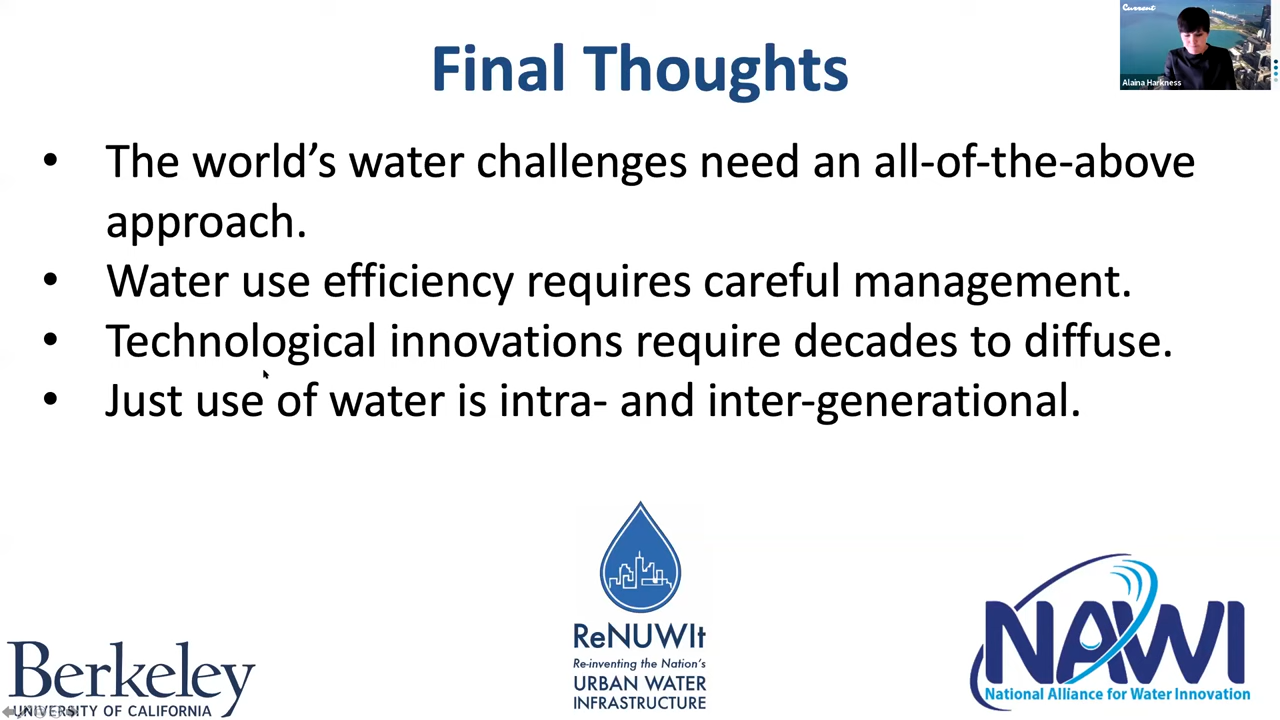 Final Thoughts
Current
Alaina Harkness
• The world’s water challenges need an all-of-the-above
approach.
• Water use efficiency requires careful management.
• Technological innovations require decades to diffuse.
• Just use of water is intra- and inter-generational.
Berkeley
UNIVERSITY OF CALIFORNIA
ReNUWIt
Re-inventing the Nation’s
URBAN WATER
INFRASTRUCTURE
NAWI
National Alliance for Water Innovation